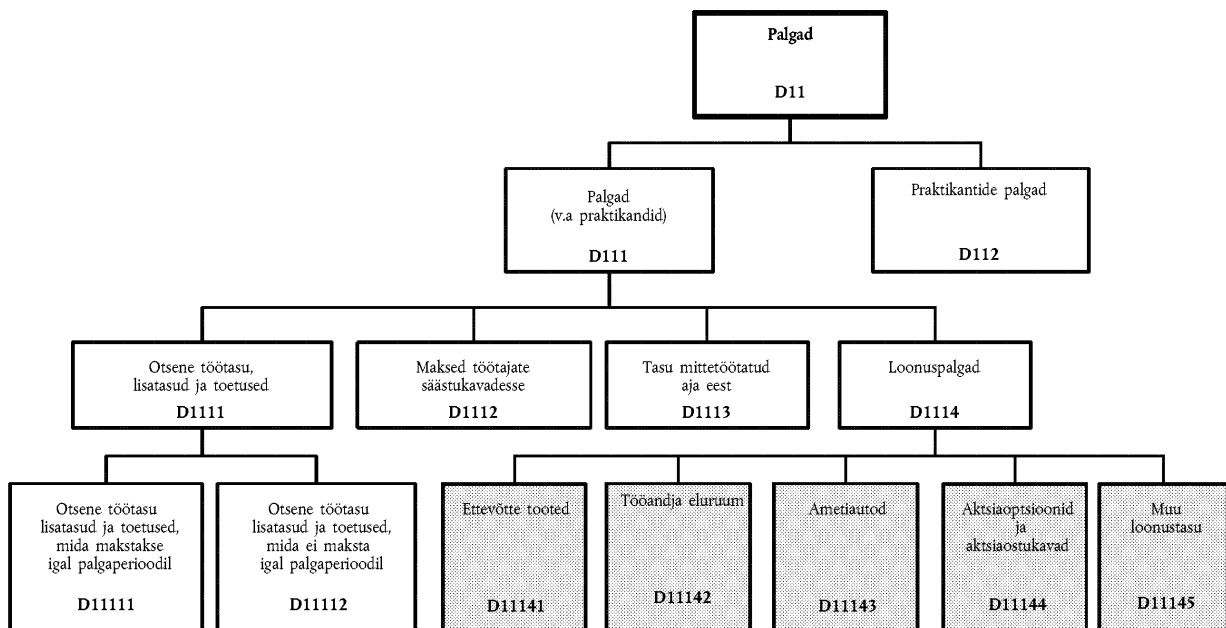 Palgad
D11
Palgad
(v.a praktikandid)
D111
Praktikantide palgad
D112
Otsene töötasu,
lisatasud ja toetused
D1111
Maksed töötajate
säästukavadesse
D1112
Tasu mittetöötatud
aja eest
D1113
Loonuspalgad
D1114
Otsene töötasu
lisatasud ja toetused,
mida makstakse
igal palgaperioodil
D11111
Otsene töötasu
lisatasud ja toetused,
mida ei maksta
igal palgaperioodil
D11112
Ettevõtte tooted
D11141
Tööandja eluruum
D11142
Ametiautod
D11143
Aktsiaoptsioonid
ja
aktsiaostukavad
D11144
Muu
loonustasu
D11145